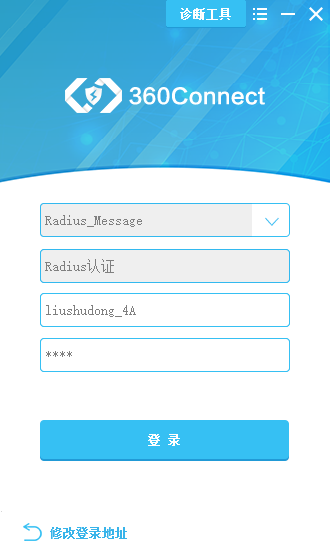 诊断工具
360Connect
Radius_Message
Radius认证
liushudong_4A
****
登 录
修改登录地址